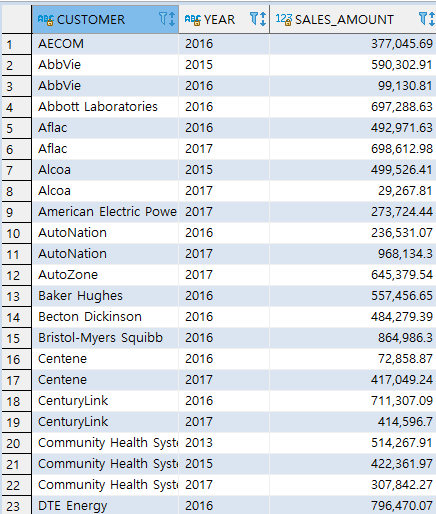 ABC CUSTOMER ABC YEAR 123 SALES_AMOUNT
1 AECOM 2016 377,045.69
2 AbbVie 2015 590,302.91
3 AbbVie 2016 99,130.81
4 Abbott Laboratories 2016 697,288.63
5 Aflac 2016 492,971.63
6 Aflac 2017 698,612.98
7 Alcoa 2015 499,526.41
8 Alcoa 2017 29,267.81
9 American Electric Powe 2017 273,724.44
10 AutoNation 2016 236,531.07
11 AutoNation 2017 968,134.3
12 AutoZone 2017 645,379.54
13 Baker Hughes 2016 557,456.65
14 Becton Dickinson 2016 484,279.39
15 Bristol-Myers Squibb 2016 864,986.3
16 Centene 2016 72,858.87
17 Centene 2017 417,049.24
18 CenturyLink 2016 711,307.09
19 CenturyLink 2017 414,596.7
20 Community Health Syste 2013 514,267.91
21 Community Health Syste 2015 422,361.97
22 Community Health Syste 2017 307,842.27
23 DTE Energy 2016 796,470.07